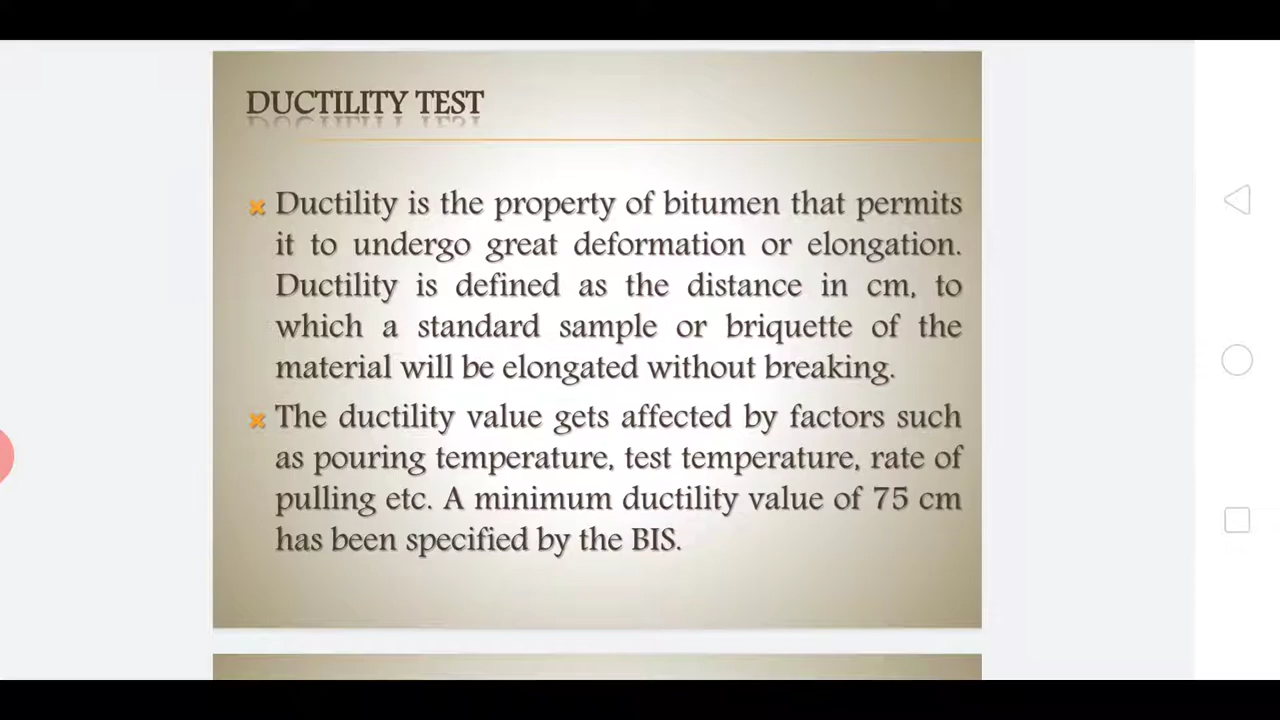 DUCTILITY TEST
Ductility is the property of bitumen that permits
it to undergo great deformation or elongation.
Ductility is defined as the distance in cm, to
which a standard sample or briquette of the
material will be elongated without breaking.
The ductility value gets affected by factors such
as pouring temperature, test temperature, rate of
pulling etc. A minimum ductility value of 75 cm
has been specified by the BIS.